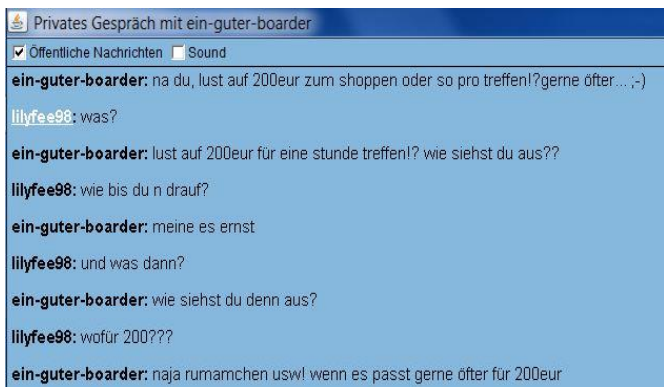 Privates Gespräch mit ein-guter-boarder
Öffentliche Nachrichten Sound
ein-guter-boarder: na du, lust auf 200eur zum shoppen oder so pro treffen!?gerne öfter... ;-)
lilyfee98: was?
ein-guter-boarder: lust auf 200eur für eine stunde treffen!? wie siehst du aus??
lilyfee98: wie bis du n drauf?
ein-guter-boarder: meine es ernst
lilyfee98: und was dann?
ein-guter-boarder: wie siehst du denn aus?
lilyfee98: wofür 200???
ein-guter-boarder: naja rumamchen usw! wenn es passt gerne öfter für 200eur